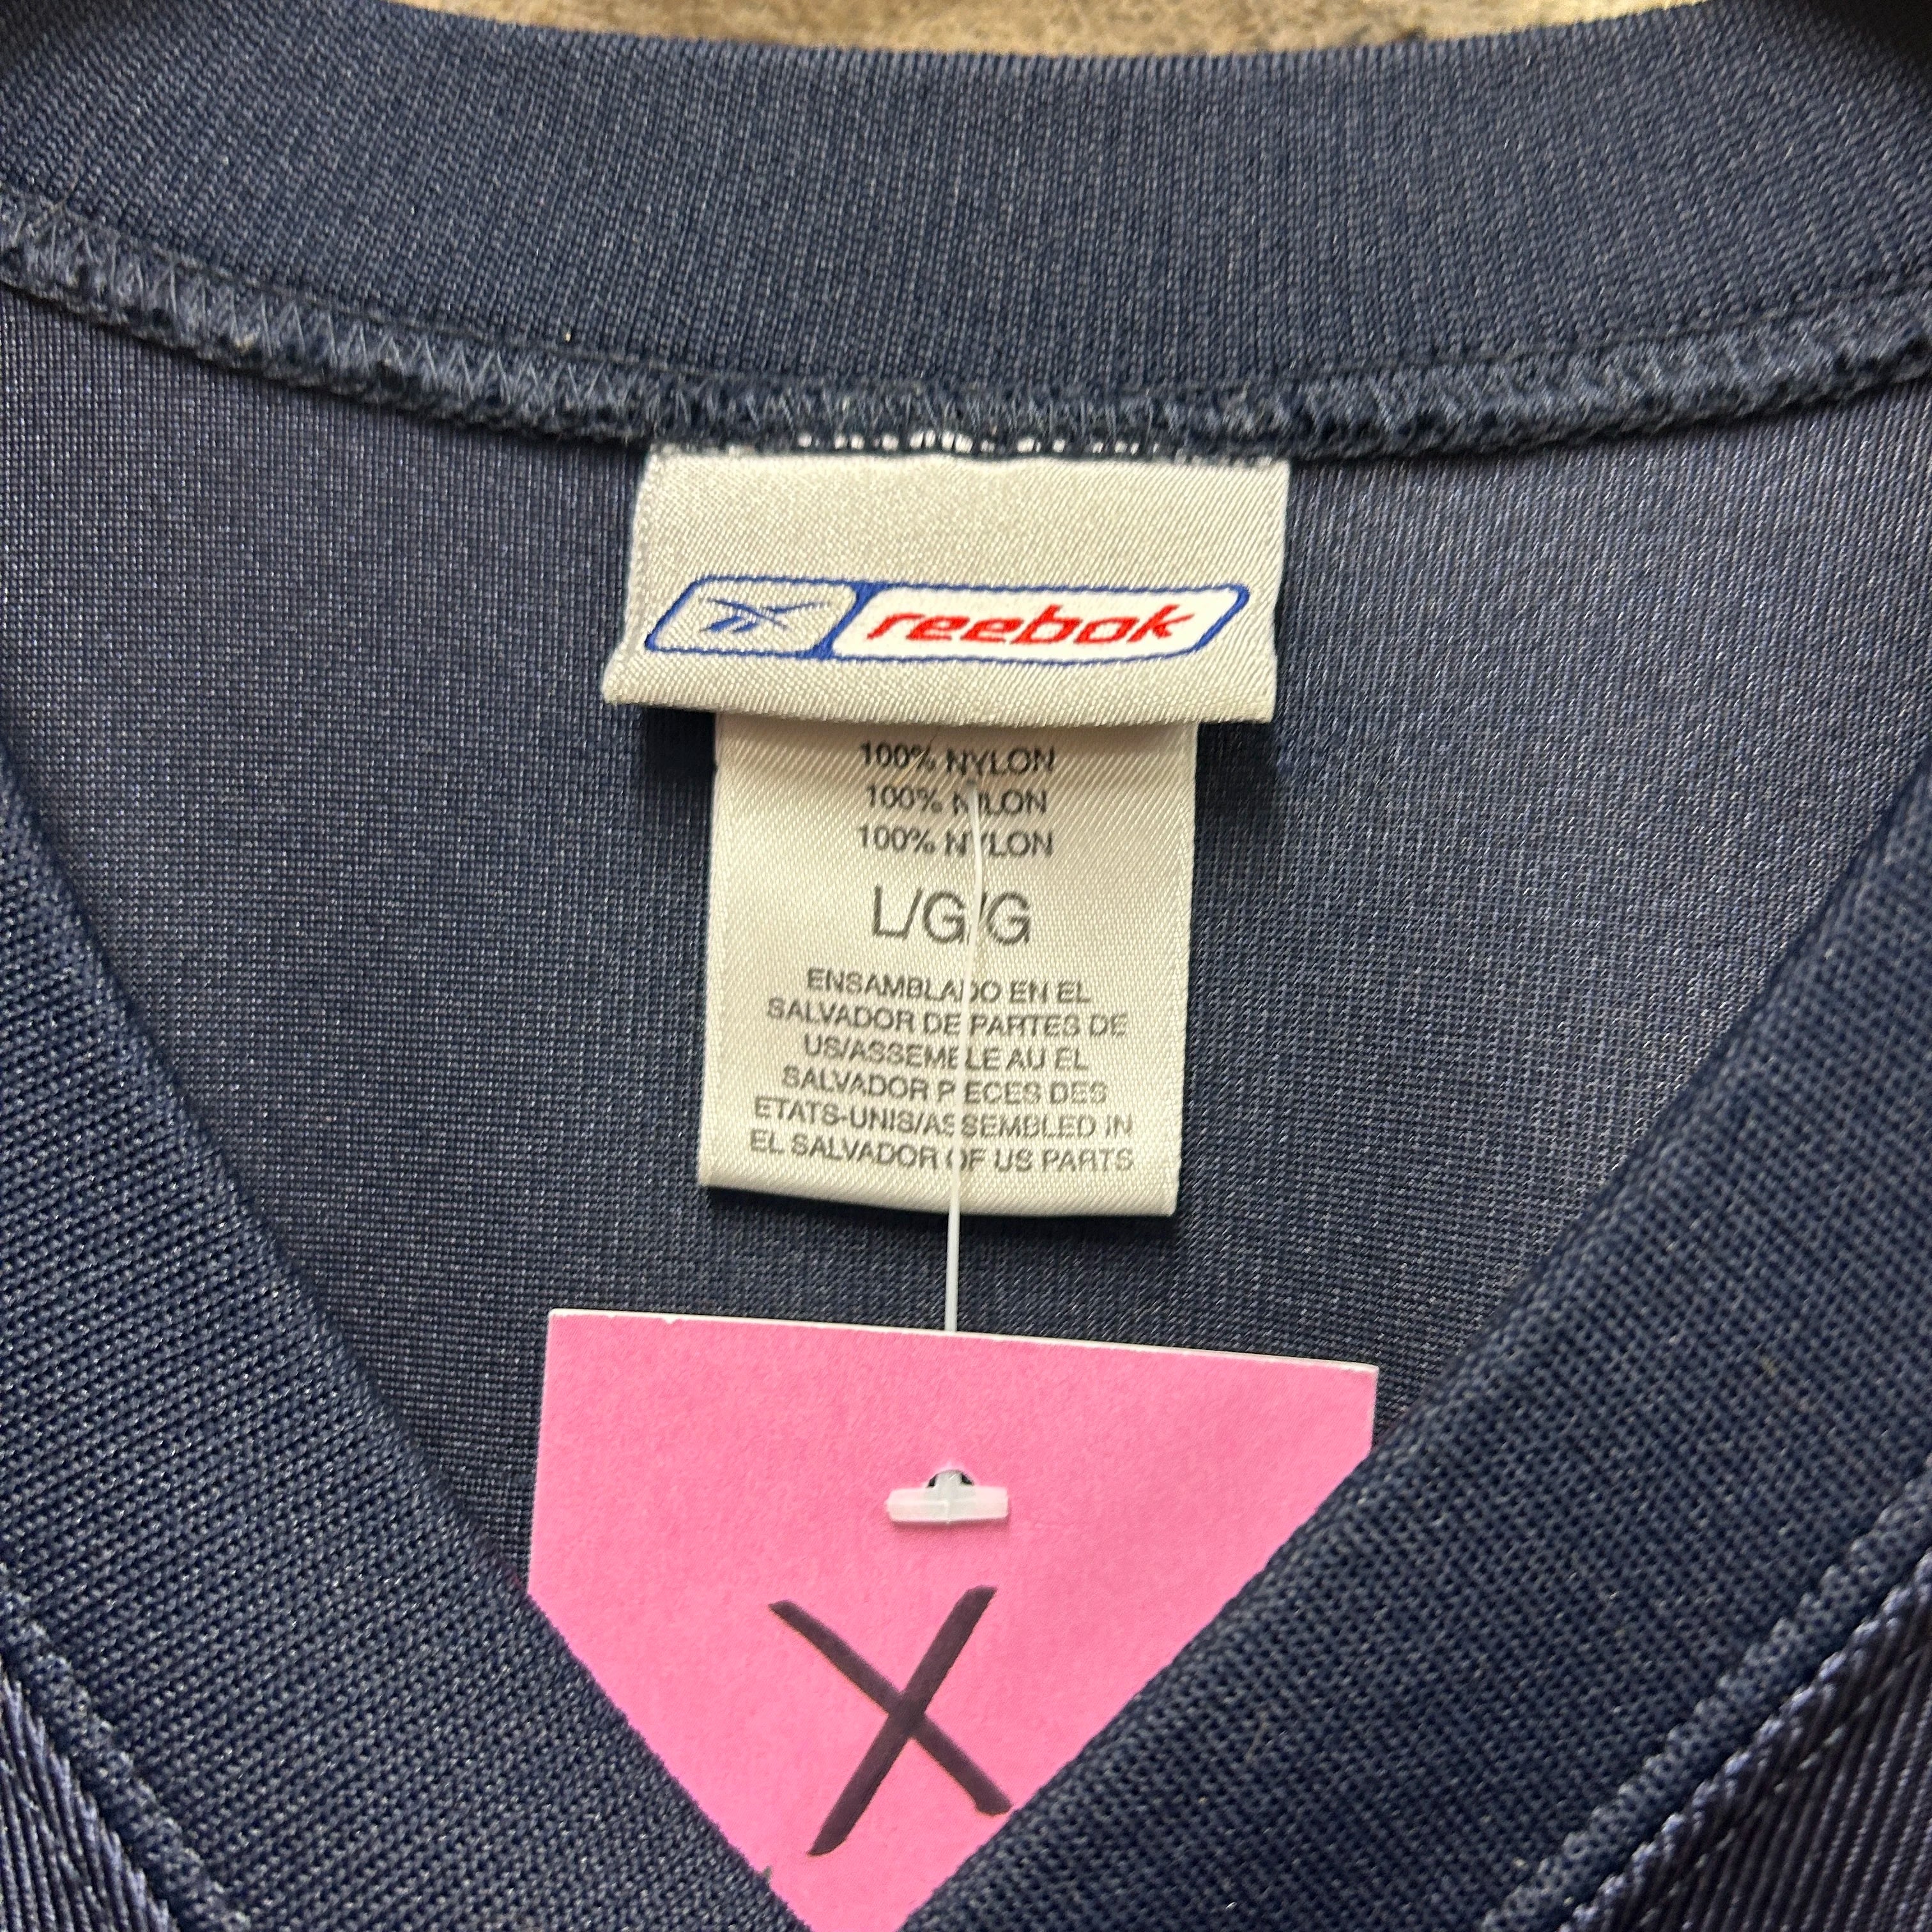 reebok
100% NYLON
100% NILON
100% NYLON
L/G/G
ENSAMBLADO EN EL
SALVADOR DE PARTES DE
US/ASSEMBLE AU EL
SALVADOR PIECES DES
ETATS-UNIS/ASSEMBLED IN
EL SALVADOR OF US PARTS
X